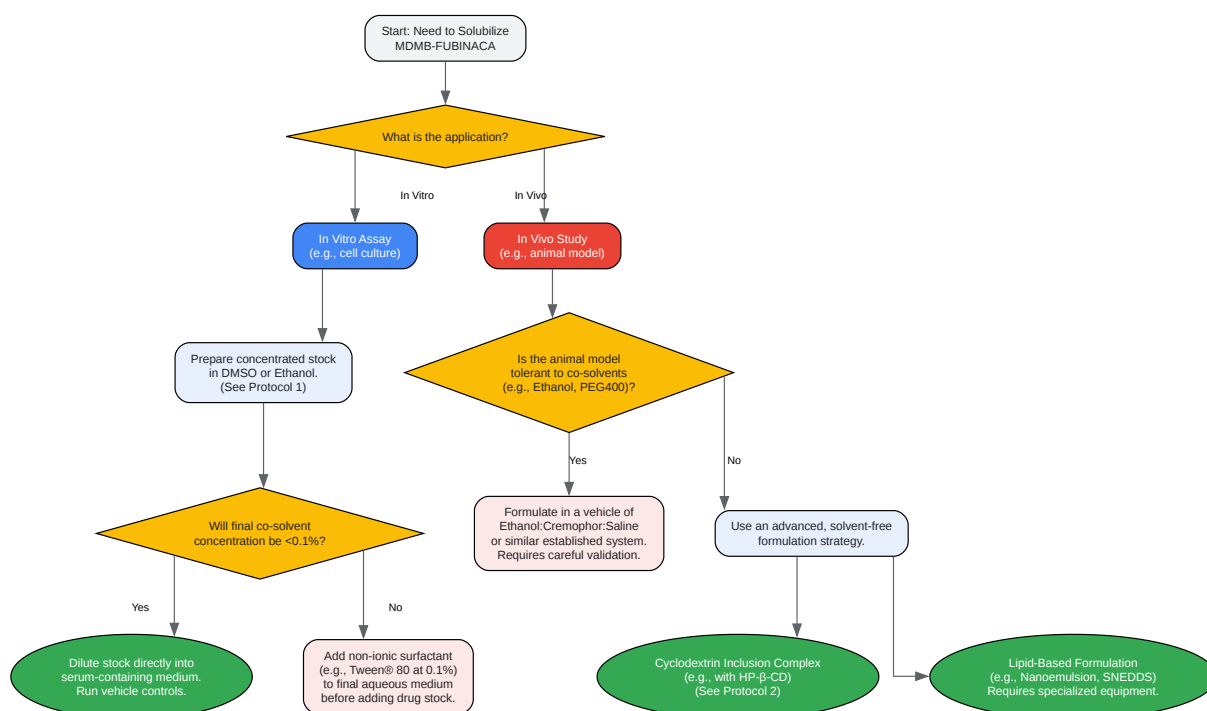 Start: Need to Solubilize
MDMB-FUBINACA
What is the application?
In Vitro
In Vivo
In Vitro Assay
(e.g., cell culture)
In Vivo Study
(e.g., animal model)
Prepare concentrated stock
in DMSO or Ethanol.
(See Protocol 1)
Is the animal model
tolerant to co-solvents
(e.g., Ethanol, PEG400)?
Yes
No
Will final co-solvent
concentration be <0.1%?
Formulate in a vehicle of
Ethanol:Cremophor:Saline
or similar established system.
Requires careful validation.
Use an advanced, solvent-free
formulation strategy.
Yes
No
Dilute stock directly into
serum-containing medium.
Run vehicle controls.
Add non-ionic surfactant
(e.g., Tween® 80 at 0.1%)
to final aqueous medium
before adding drug stock.
Cyclodextrin Inclusion Complex
(e.g., with HP-β-CD)
(See Protocol 2)
Lipid-Based Formulation
(e.g., Nanoemulsion, SNEDDS)
Requires specialized equipment.